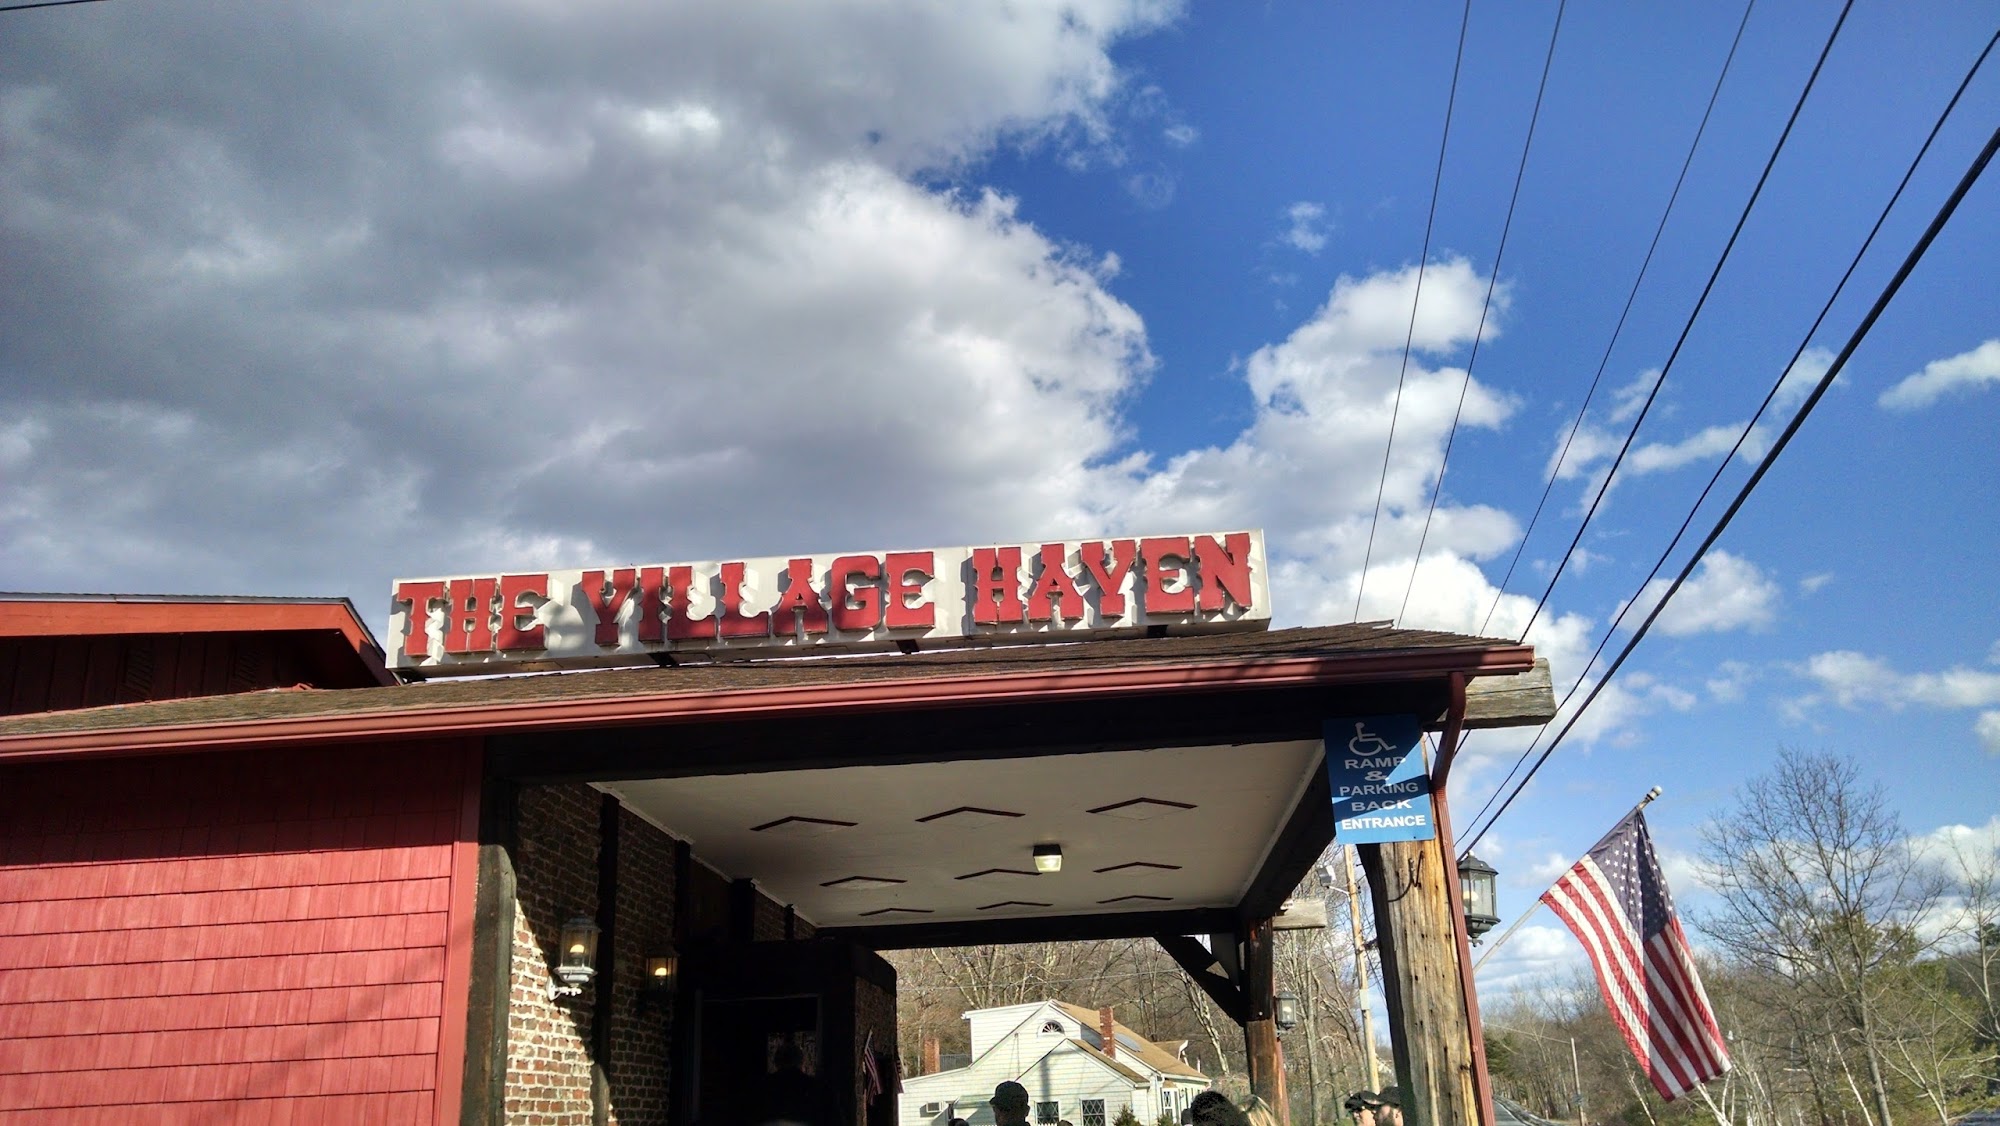 THE VILLAGE HAVEN
RAMP
&
PARKING
BACK
ENTRANCE